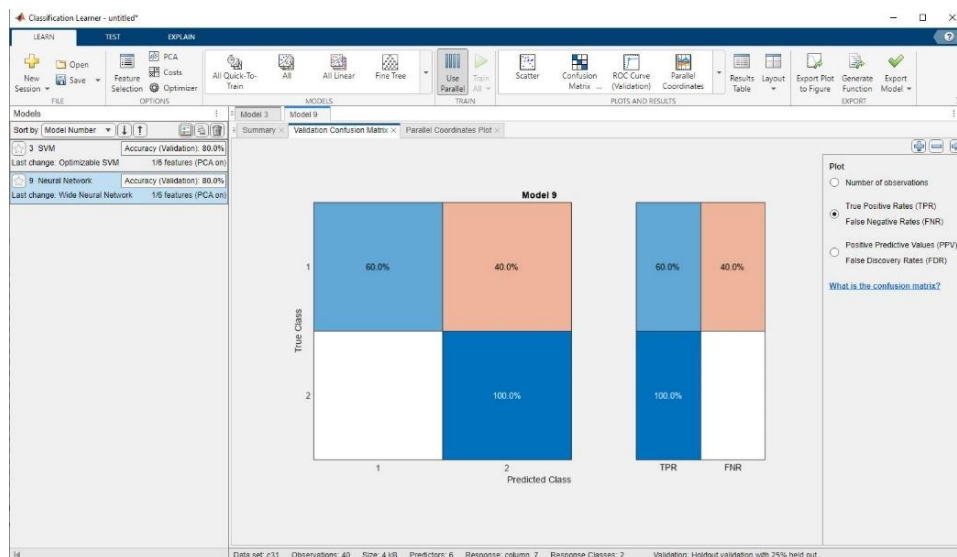 Classification Learner - untitled*
LEARN TEST EXPLAIN
New Session
Open
Save
FILE
Feature Selection
PCA
Costs
Optimizer
OPTIONS
All Quick-To-Train
All
All Linear
Fine Tree
MODELS
Use Parallel
Train All
TRAIN
Scatter
Confusion Matrix ...
ROC Curve (Validation)
Parallel Coordinates
PLOTS AND RESULTS
Results Table
Layout
Export Plot to Figure
Generate Function
Export Model
EXPORT
Models
Sort by Model Number
3 SVM Accuracy (Validation): 80.0%
Last change: Optimizable SVM 1/6 features (PCA on)
9 Neural Network Accuracy (Validation): 80.0%
Last change: Wide Neural Network 1/6 features (PCA on)
Model 3 Model 9
Summary Validation Confusion Matrix Parallel Coordinates Plot
Model 9
True Class
1 60.0% 40.0% 60.0% 40.0%
2 100.0% 100.0%
1 2 TPR FNR
Predicted Class
Plot
Number of observations
True Positive Rates (TPR)
False Negative Rates (FNR)
Positive Predictive Values (PPV)
False Discovery Rates (FDR)
What is the confusion matrix?
Data set: c31 Observations: 40 Size: 4 kB Predictors: 6 Response: column_7 Response Classes: 2 Validation: Holdout validation with 25% held out